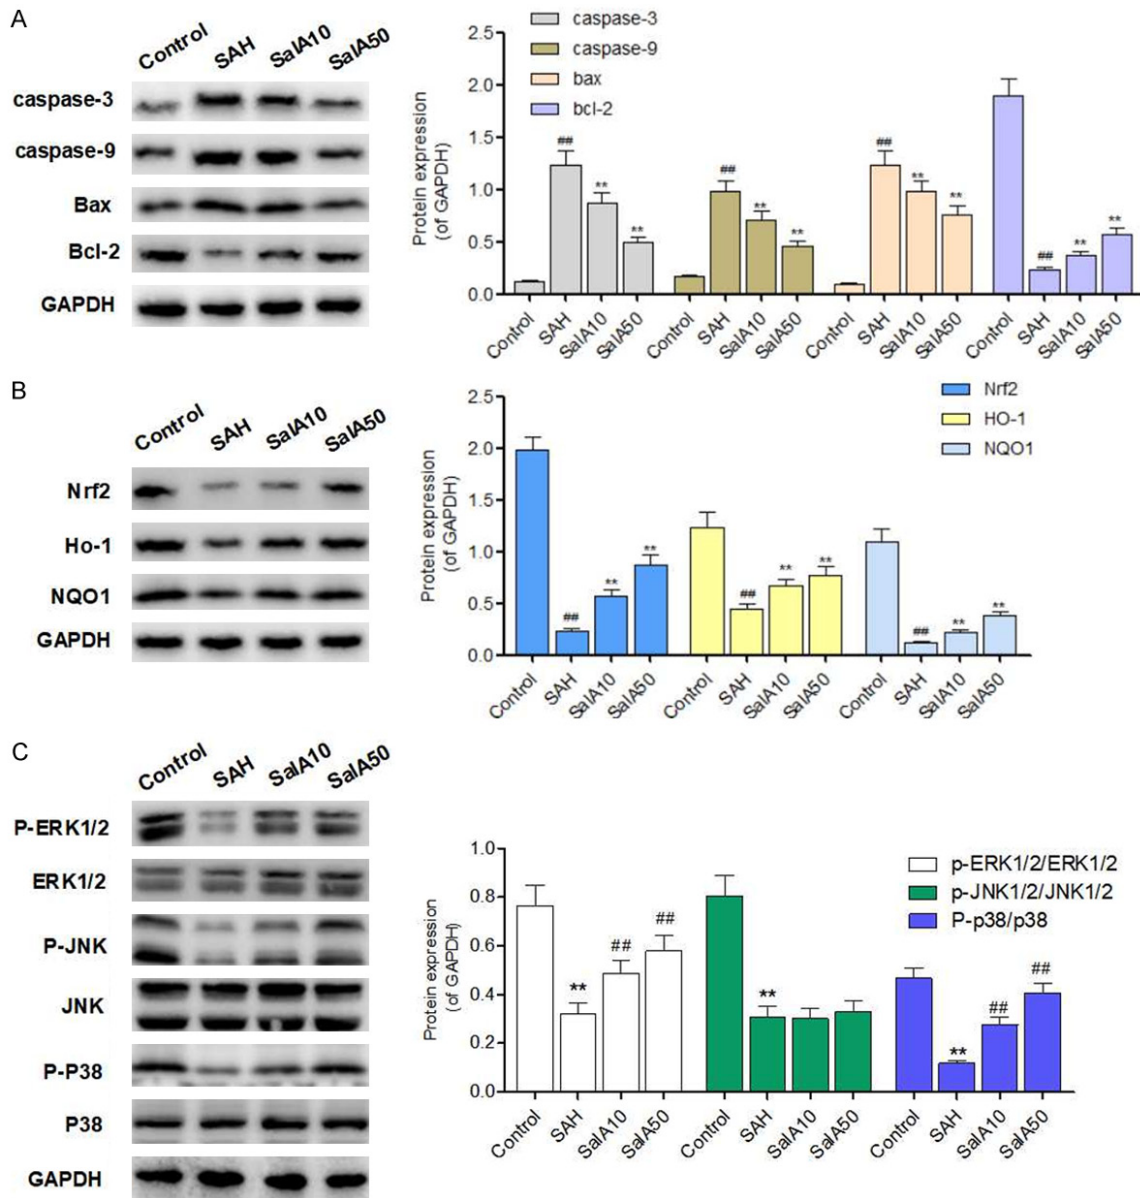 A
Control SAH SalA10 SalA50
caspase-3
caspase-9
Bax
Bcl-2
GAPDH
caspase-3
caspase-9
bax
bcl-2
Protein expression
(of GAPDH)
2.5
2.0
1.5
1.0
0.5
0.0
## ** ** ## ** ** ## ** ** ## ** **
Control SAH SalA10 SalA50 Control SAH SalA10 SalA50 Control SAH SalA10 SalA50 Control SAH SalA10 SalA50
B
Control SAH SalA10 SalA50
Nrf2
Ho-1
NQO1
GAPDH
Nrf2
HO-1
NQO1
Protein expression
(of GAPDH)
2.5
2.0
1.5
1.0
0.5
0.0
## ** ** ## ** ** ## ** **
Control SAH SalA10 SalA50 Control SAH SalA10 SalA50 Control SAH SalA10 SalA50
C
Control SAH SalA10 SalA50
P-ERK1/2
ERK1/2
P-JNK
JNK
P-P38
P38
GAPDH
p-ERK1/2/ERK1/2
p-JNK1/2/JNK1/2
P-p38/p38
Protein expression
(of GAPDH)
1.0
0.8
0.6
0.4
0.2
0.0
** ## ## ** ** ## ##
Control SAH SalA10 SalA50 Control SAH SalA10 SalA50 Control SAH SalA10 SalA50